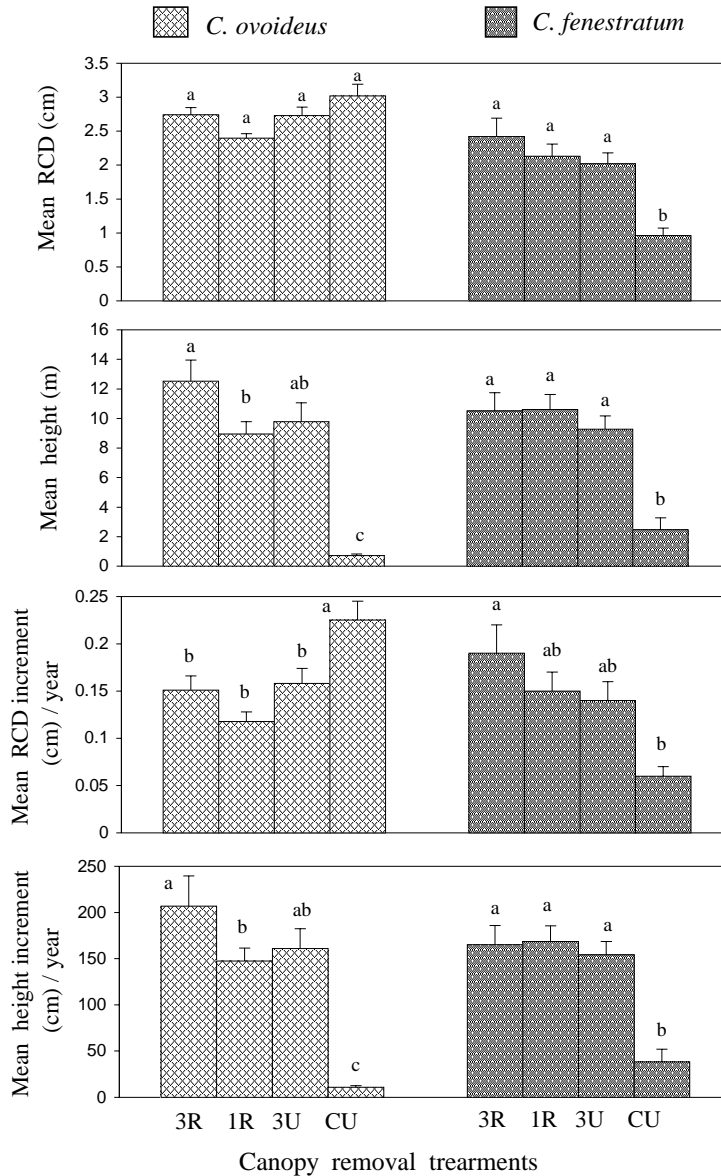 C. ovoideus C. fenestratum
Mean RCD (cm)
3.5
3
2.5
2
1.5
1
0.5
0
a a a a a a a b
Mean height (m)
16
14
12
10
8
6
4
2
0
a b ab c a a a b
Mean RCD increment
(cm) / year
0.25
0.2
0.15
0.1
0.05
0
b b b a a ab ab b
Mean height increment
(cm) / year
250
200
150
100
50
0
a b ab c a a a b
3R 1R 3U CU 3R 1R 3U CU
Canopy removal trearments